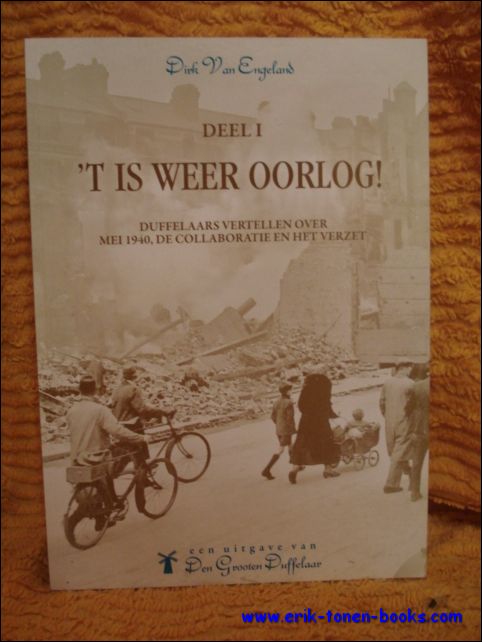 Dirk Van Engeland
DEEL I
'T IS WEER OORLOG!
DUFFELAARS VERTELLEN OVER
MEI 1940, DE COLLABORATIE EN HET VERZET
een uitgave van
Den Grooten Duffelaar
www.erik-tonen-books.com